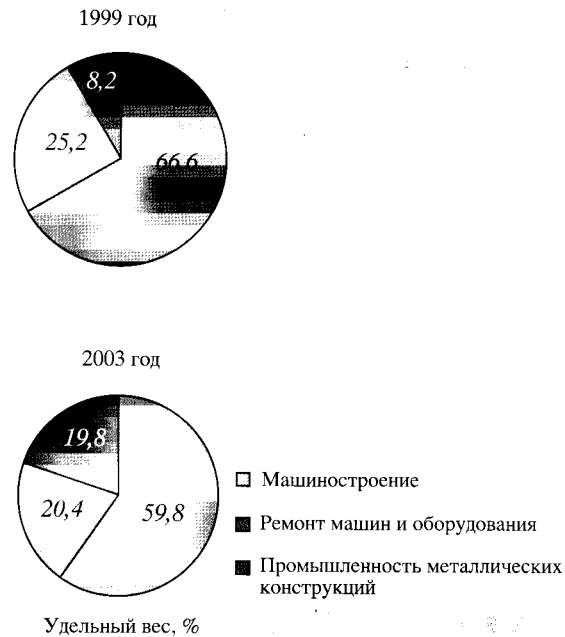 1999 год
8,2
25,2
66,6
2003 год
19,8
20,4
59,8
Машиностроение
Ремонт машин и оборудования
Промышленность металлических
конструкций
Удельный вес, %